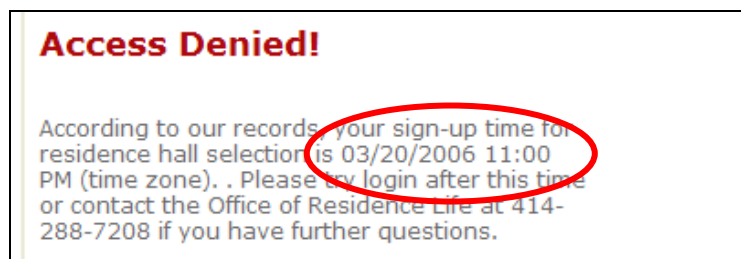 Access Denied!
According to our records, your sign-up time for
residence hall selection is 03/20/2006 11:00
PM (time zone). . Please try login after this time
or contact the Office of Residence Life at 414-
288-7208 if you have further questions.